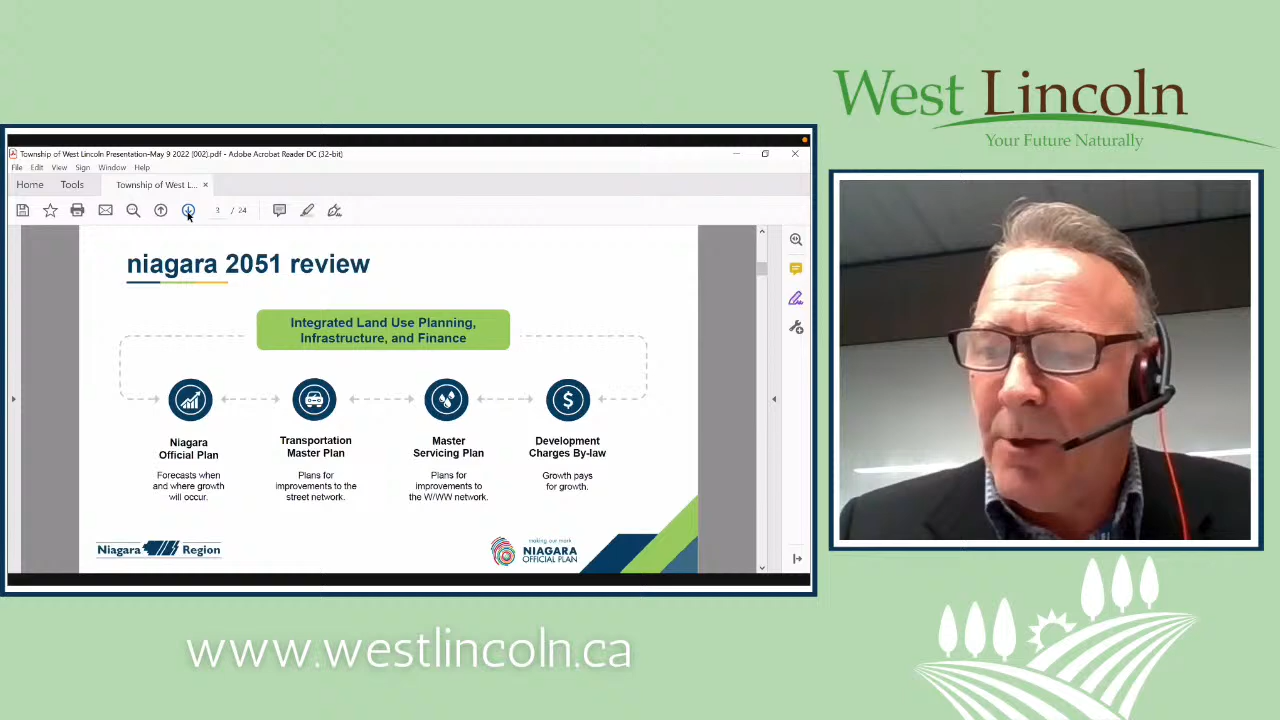 West Lincoln
Your Future Naturally
Township of West Lincoln Presentation-May 9 2022 (002).pdf - Adobe Acrobat Reader DC (32-bit)
File Edit View Sign Window Help
Home Tools Township of West L... ×
3 / 24
niagara 2051 review
Integrated Land Use Planning,
Infrastructure, and Finance
Niagara
Official Plan
Forecasts when
and where growth
will occur.
Transportation
Master Plan
Plans for
improvements to the
street network.
Master
Servicing Plan
Plans for
improvements to
the W/WW network.
Development
Charges By-law
Growth pays
for growth.
Niagara Region
making our mark
NIAGARA
OFFICIAL PLAN
www.westlincoln.ca